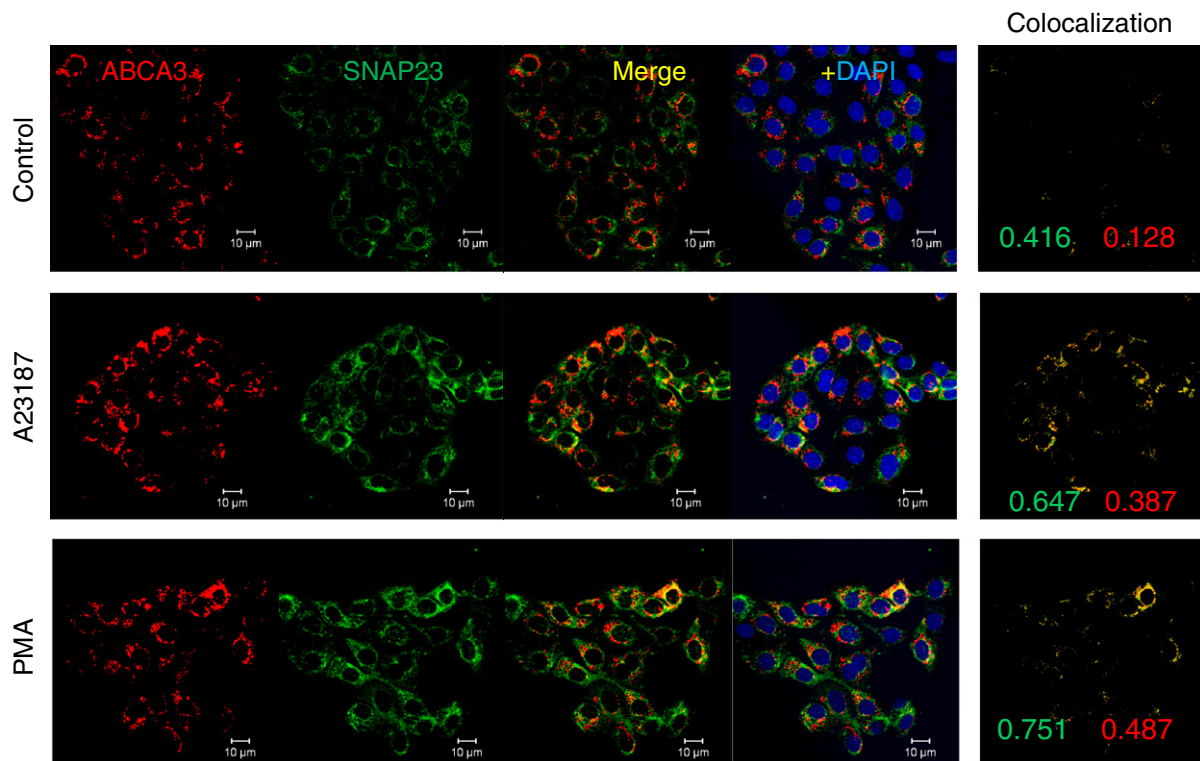 Colocalization
ABCA3 SNAP23 Merge +DAPI
Control
10 µm 10 µm 10 µm 10 µm
0.416 0.128
A23187
10 µm 10 µm 10 µm 10 µm
0.647 0.387
PMA
10 µm 10 µm 10 µm 10 µm
0.751 0.487